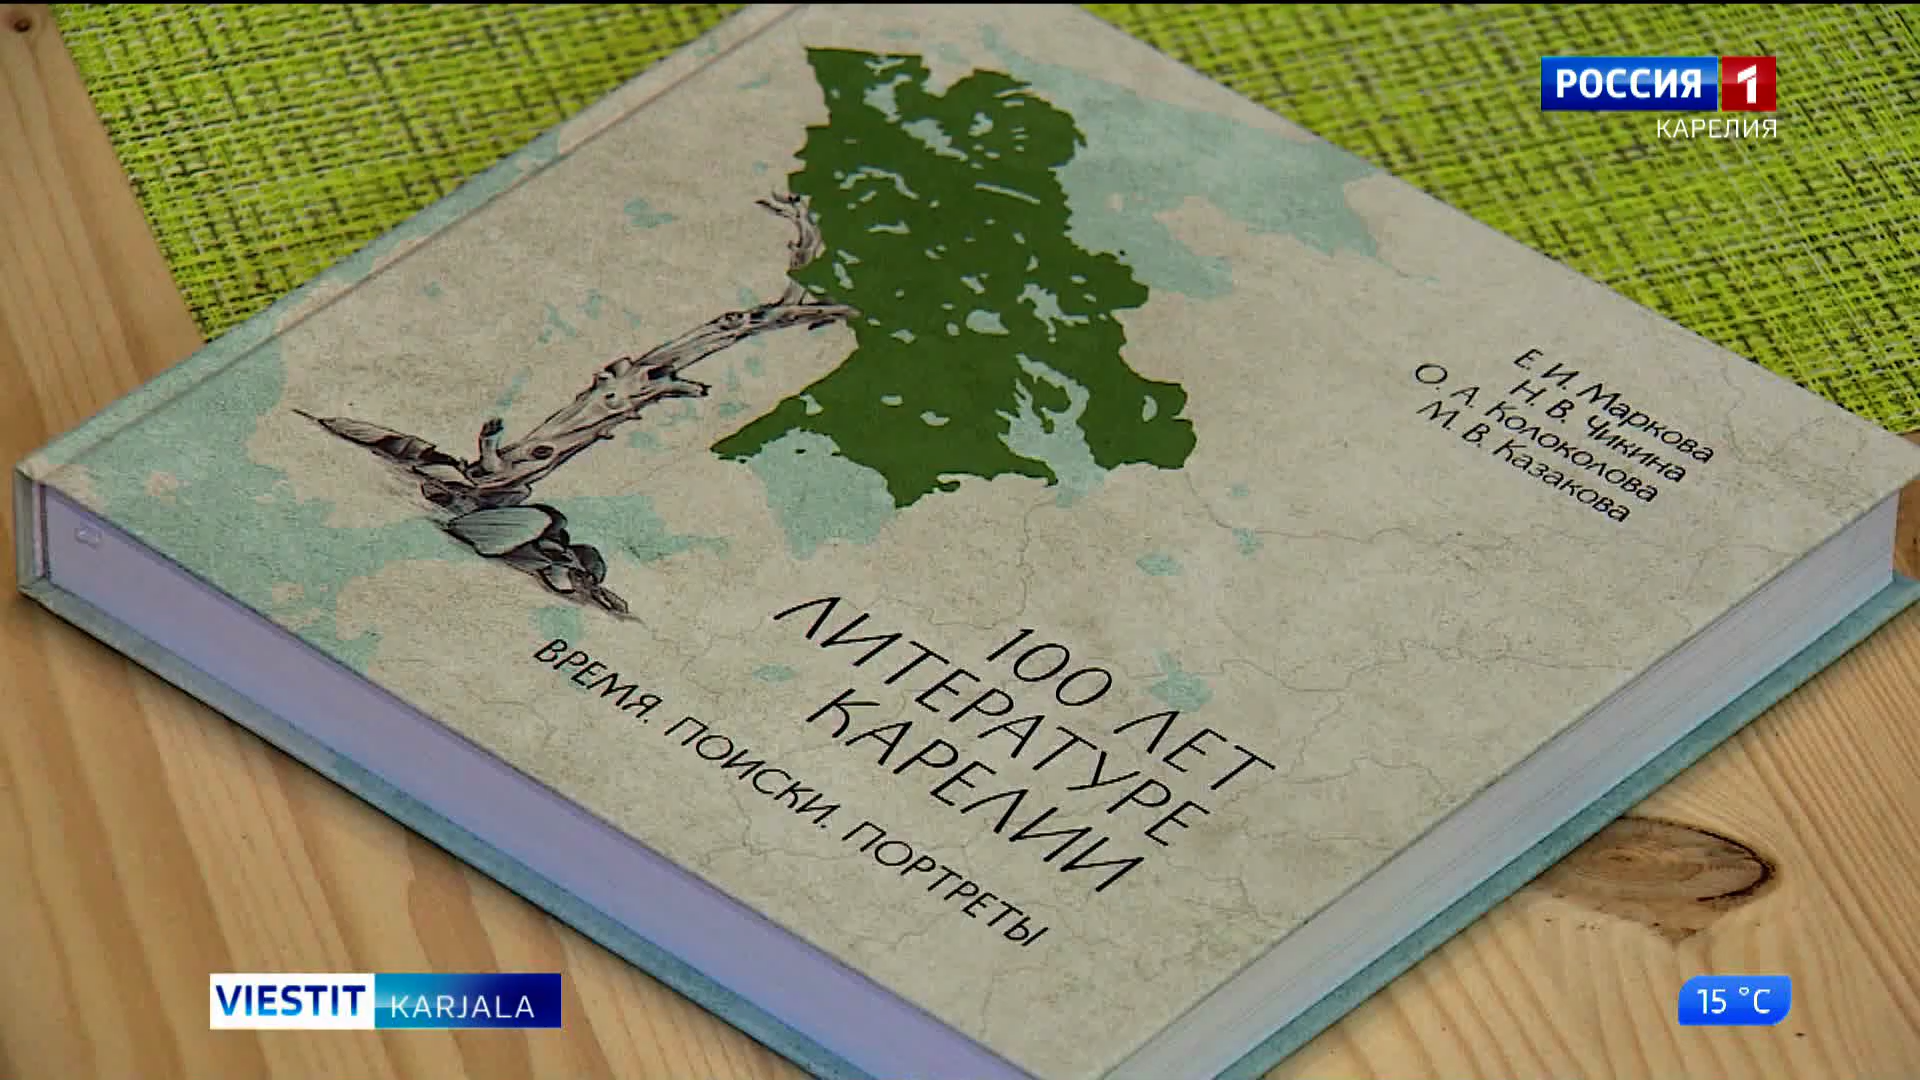 РОССИЯ 1
КАРЕЛИЯ
Е. И. Маркова
Н. В. Чикина
О. А. Колоколова
М. В. Казакова
100 ЛЕТ
ЛИТЕРАТУРЕ
КАРЕЛИИ
ВРЕМЯ. ПОИСКИ. ПОРТРЕТЫ
VIESTIT KARJALA
15 °C